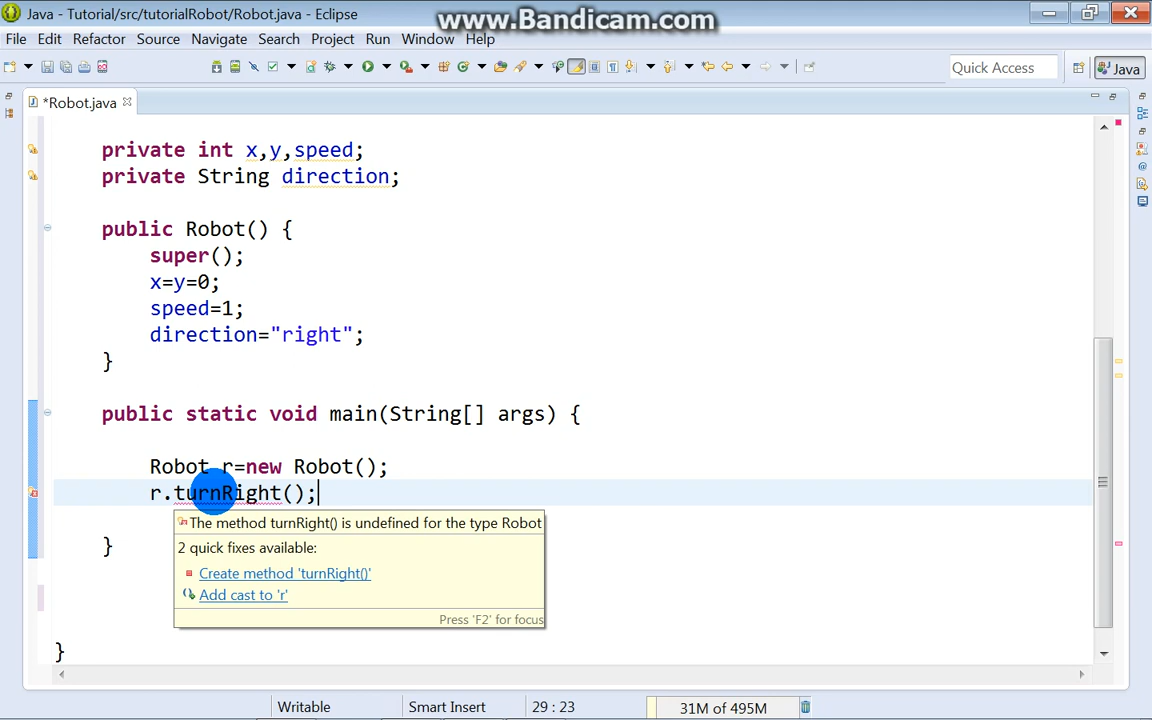 Java - Tutorial/src/tutorialRobot/Robot.java - Eclipse
www.Bandicam.com
File Edit Refactor Source Navigate Search Project Run Window Help
Quick Access
Java
*Robot.java
private int x,y,speed;
private String direction;
public Robot() {
super();
x=y=0;
speed=1;
direction="right";
}
public static void main(String[] args) {
Robot r=new Robot();
r.turnRight();
The method turnRight() is undefined for the type Robot
2 quick fixes available:
Create method 'turnRight()'
Add cast to 'r'
Press 'F2' for focus
}
}
Writable
Smart Insert
29 : 23
31M of 495M